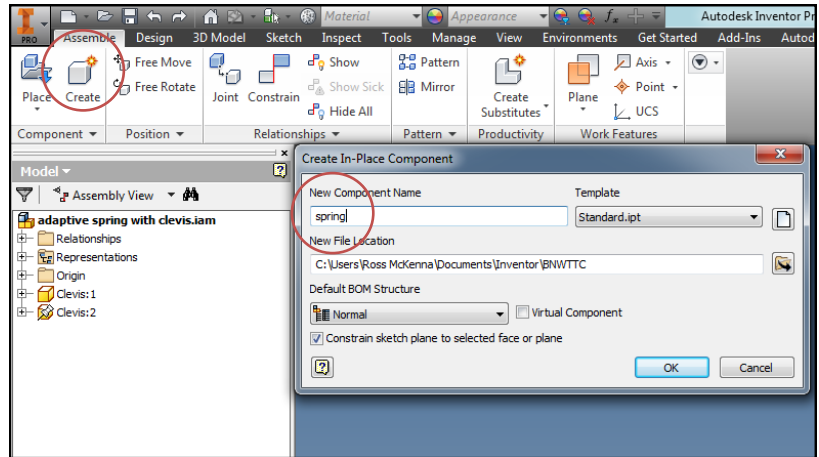 Material Appearance fx Autodesk Inventor Pr
PRO Assemble Design 3D Model Sketch Inspect Tools Manage View Environments Get Started Add-Ins Autod
Place Create Free Move Free Rotate Joint Constrain Show Show Sick Hide All Pattern Mirror Create Substitutes Plane Axis Point UCS
Component Position Relationships Pattern Productivity Work Features
Model
Assembly View
adaptive spring with clevis.iam
Relationships
Representations
Origin
Clevis:1
Clevis:2
Create In-Place Component
New Component Name Template
spring Standard.ipt
New File Location
C:\Users\Ross McKenna\Documents\Inventor\BNWTTC
Default BOM Structure
Normal Virtual Component
Constrain sketch plane to selected face or plane
OK Cancel